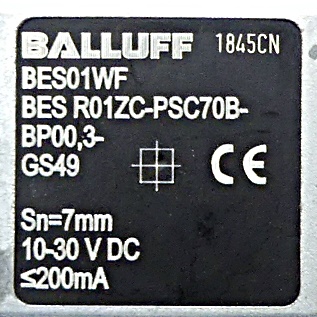 BALLUFF 1845CN
BES01WF
BES R01ZC-PSC70B-
BP00,3-
GS49
CE
Sn=7mm
10-30 V DC
≤200mA